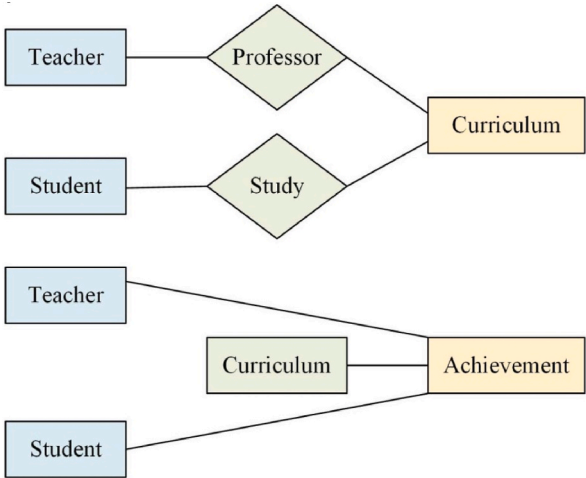 Teacher
Professor
Curriculum
Student
Study
Teacher
Curriculum
Achievement
Student